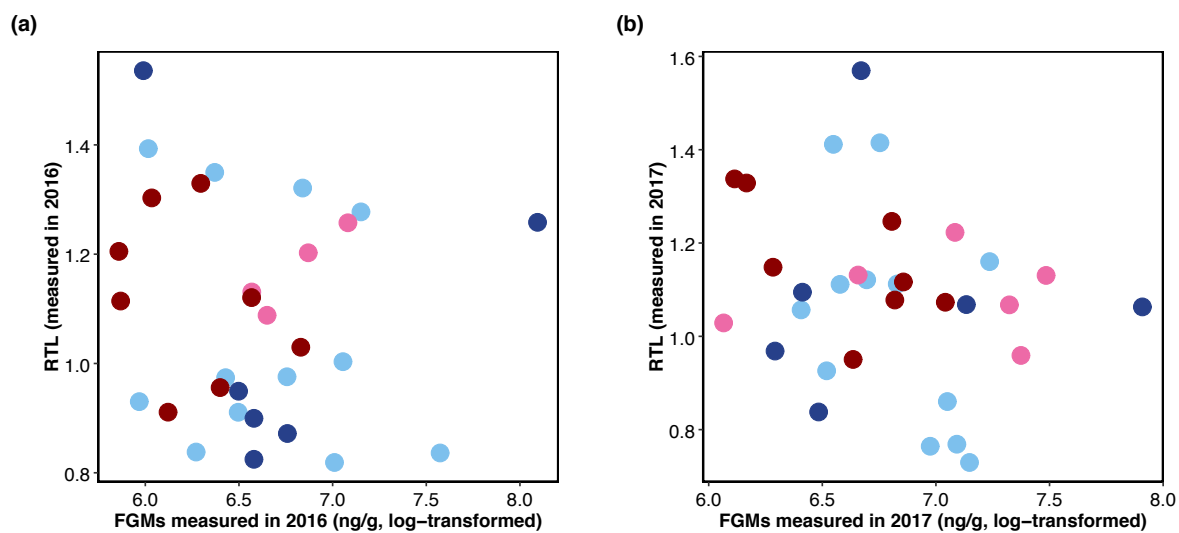 (a)
(b)
RTL (measured in 2016)
1.4
1.2
1.0
0.8
6.0 6.5 7.0 7.5 8.0
FGMs measured in 2016 (ng/g, log−transformed)
RTL (measured in 2017)
1.6
1.4
1.2
1.0
0.8
6.0 6.5 7.0 7.5 8.0
FGMs measured in 2017 (ng/g, log−transformed)